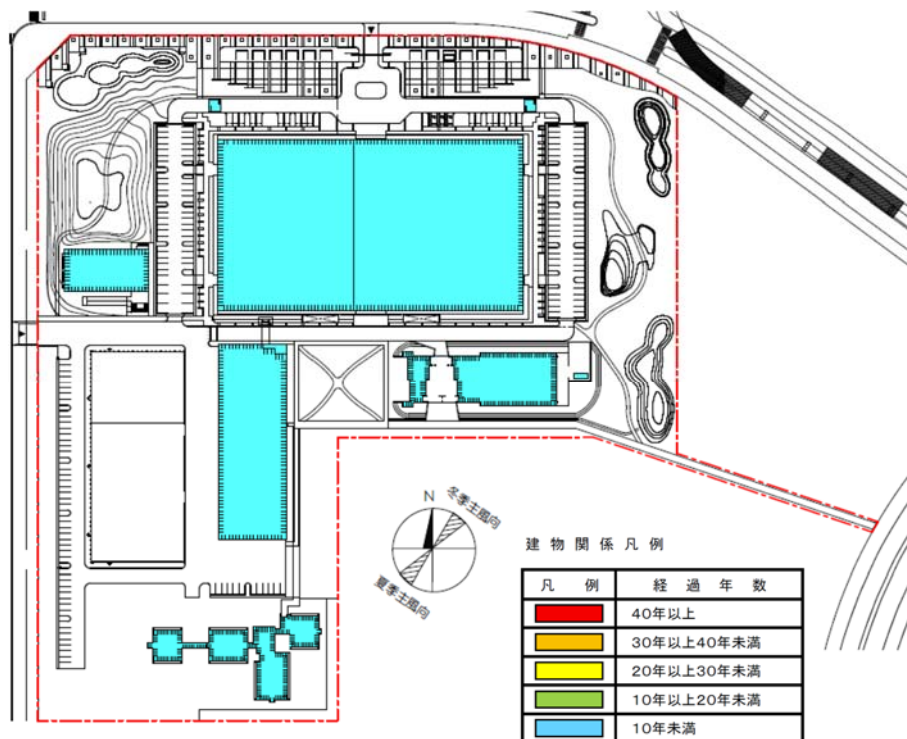 N
冬季主風向
夏季主風向
建物関係凡例
凡例 経過年数
40年以上
30年以上40年未満
20年以上30年未満
10年以上20年未満
10年未満